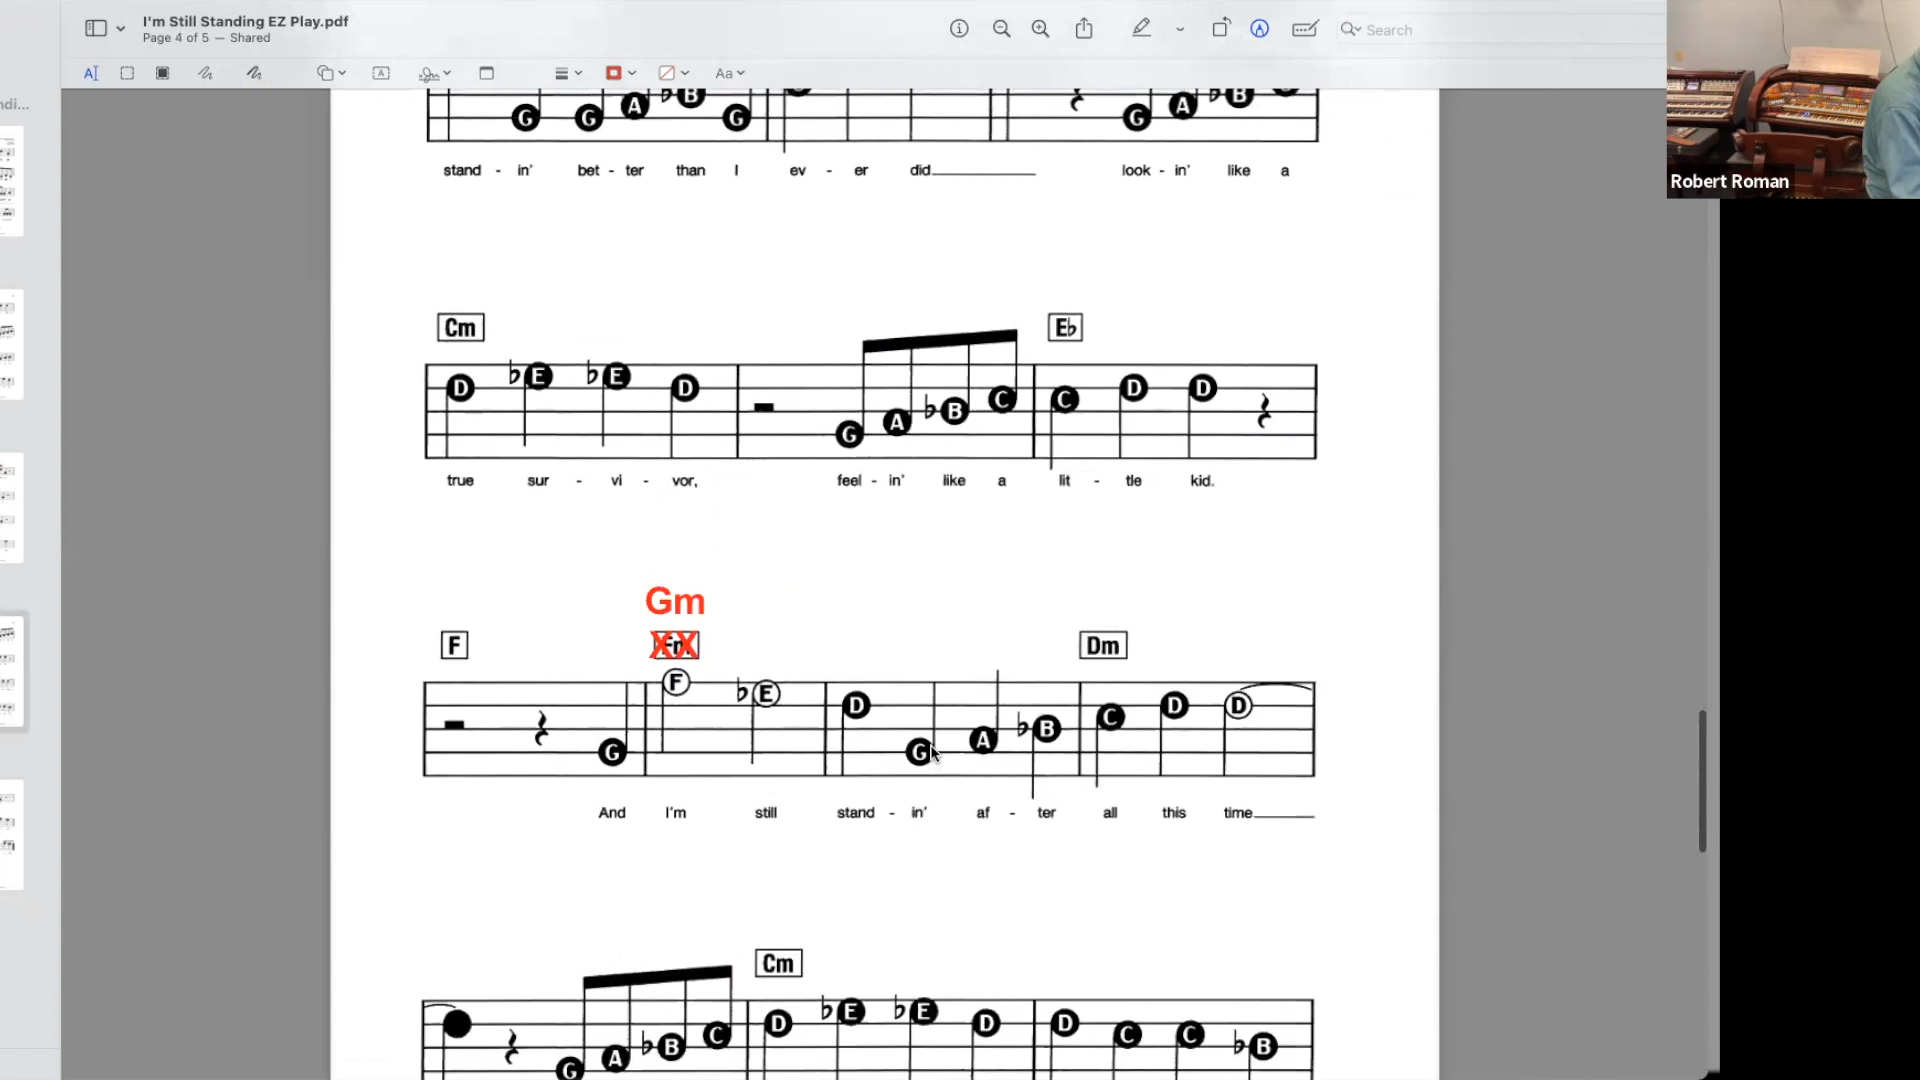 I'm Still Standing EZ Play.pdf
Page 4 of 5 — Shared
Search
Robert Roman
ndi...
G G A ♭B G G A ♭B
stand - in' bet - ter than I ev - er did look - in' like a
Cm E♭
D ♭E ♭E D G A ♭B C C D D
true sur - vi - vor, feel - in' like a lit - tle kid.
Gm
F XX Dm
G F ♭E D G A ♭B C D D
And I'm still stand - in' af - ter all this time
Cm
G A ♭B C D ♭E ♭E D D C C ♭B